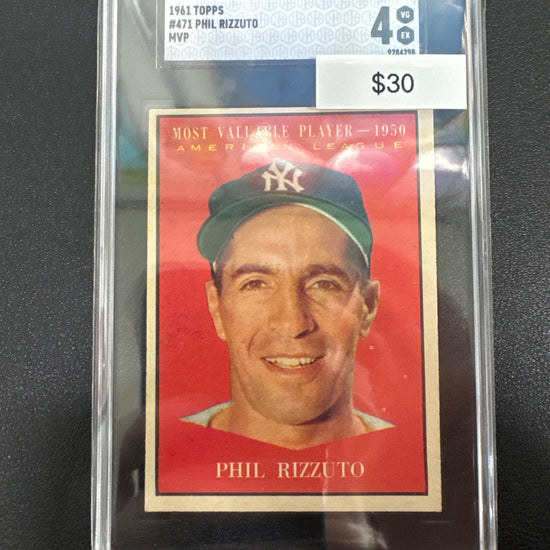 1961 TOPPS
#471 PHIL RIZZUTO
MVP
4
VG
EX
9284298
$30
MOST VALUABLE PLAYER—1950
AMERICAN LEAGUE
NY
PHIL RIZZUTO